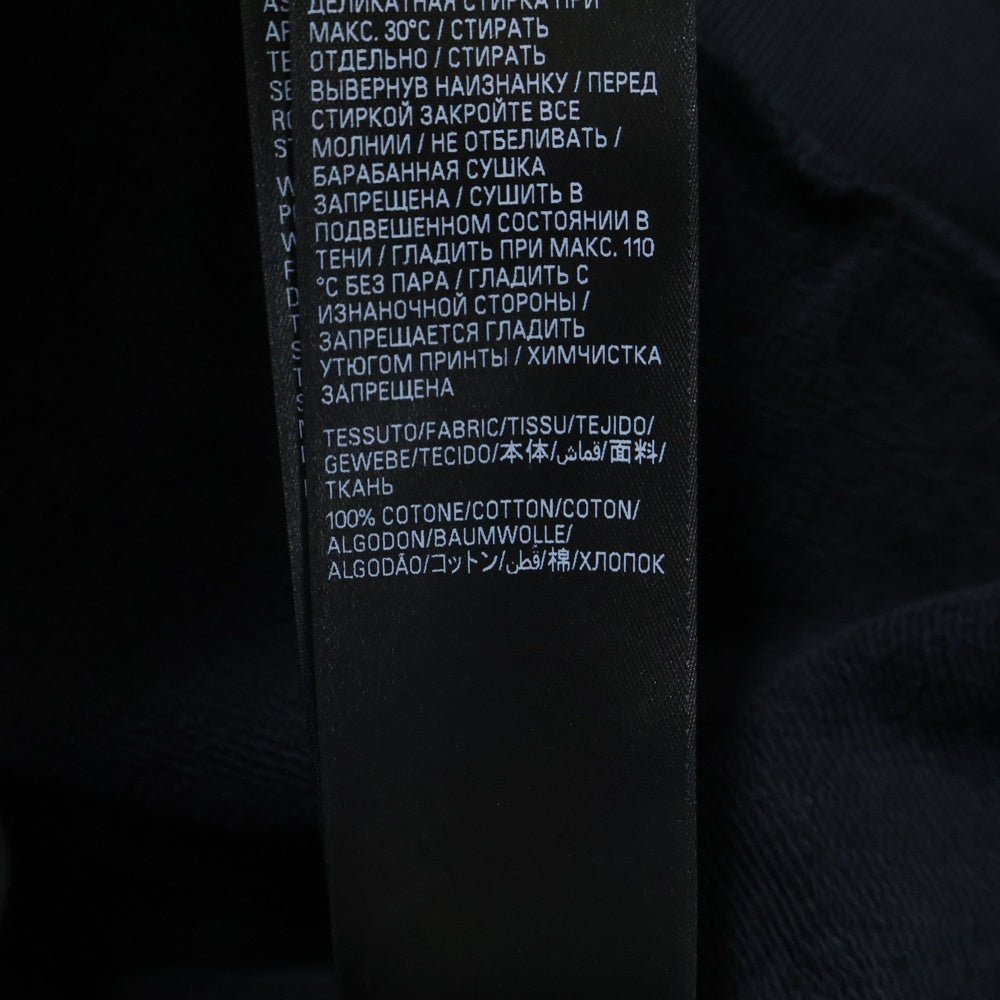 ДЕЛИКАТНАЯ СТИРКА ПРИ
МАКС. 30°C / СТИРАТЬ
ОТДЕЛЬНО / СТИРАТЬ
ВЫВЕРНУВ НАИЗНАНКУ / ПЕРЕД
СТИРКОЙ ЗАКРОЙТЕ ВСЕ
МОЛНИИ / НЕ ОТБЕЛИВАТЬ /
БАРАБАННАЯ СУШКА
ЗАПРЕЩЕНА / СУШИТЬ В
ПОДВЕШЕННОМ СОСТОЯНИИ В
ТЕНИ / ГЛАДИТЬ ПРИ МАКС. 110
°C БЕЗ ПАРА / ГЛАДИТЬ С
ИЗНАНОЧНОЙ СТОРОНЫ /
ЗАПРЕЩАЕТСЯ ГЛАДИТЬ
УТЮГОМ ПРИНТЫ / ХИМЧИСТКА
ЗАПРЕЩЕНА
TESSUTO/FABRIC/TISSU/TEJIDO/
GEWEBE/TECIDO/本体/قماش/面料/
ТКАНЬ
100% COTONE/COTTON/COTON/
ALGODON/BAUMWOLLE/
ALGODÃO/コットン/قطن/棉/ХЛОПОК